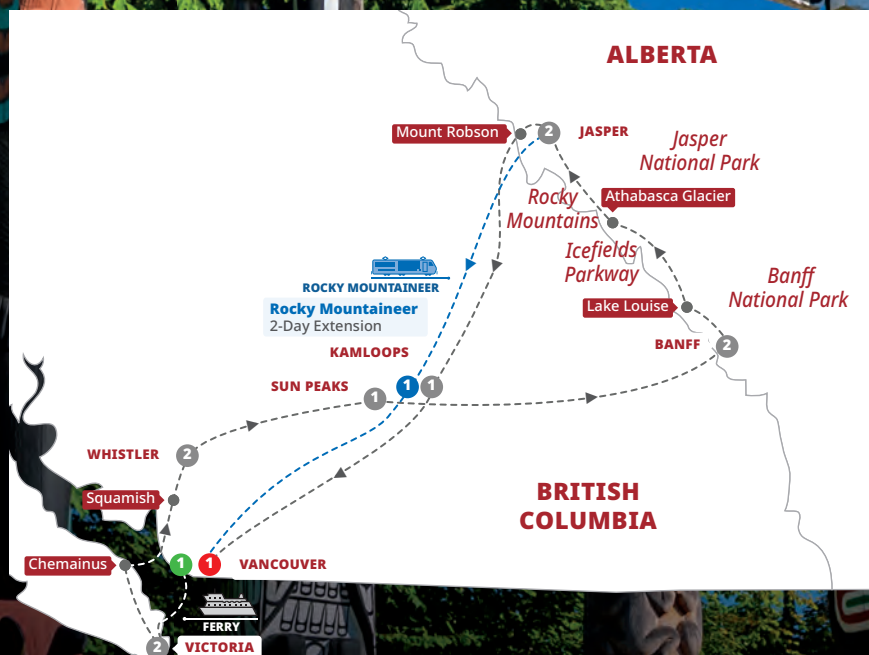 ALBERTA
Mount Robson
2
JASPER
Jasper
National Park
Rocky
Mountains
Athabasca Glacier
Icefields
Parkway
Banff
National Park
ROCKY MOUNTAINEER
Rocky Mountaineer
2-Day Extension
Lake Louise
BANFF
2
KAMLOOPS
SUN PEAKS
1
1
1
WHISTLER
2
Squamish
BRITISH
COLUMBIA
Chemainus
1
1
VANCOUVER
FERRY
2
VICTORIA